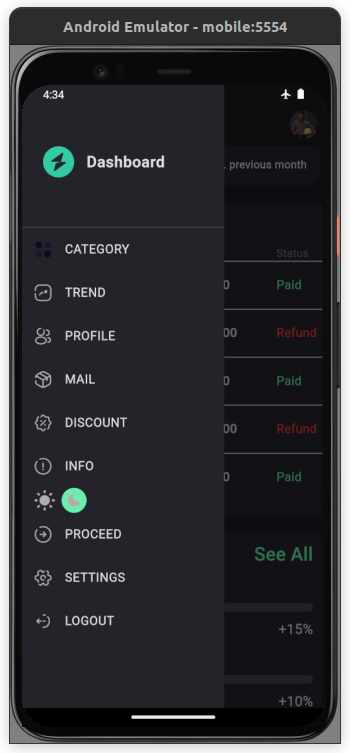 Android Emulator - mobile:5554
4:34
Dashboard
previous month
CATEGORY
Status
TREND
0 Paid
PROFILE
00 Refund
MAIL
0 Paid
DISCOUNT
00 Refund
INFO
0 Paid
PROCEED
See All
SETTINGS
LOGOUT
+15%
+10%